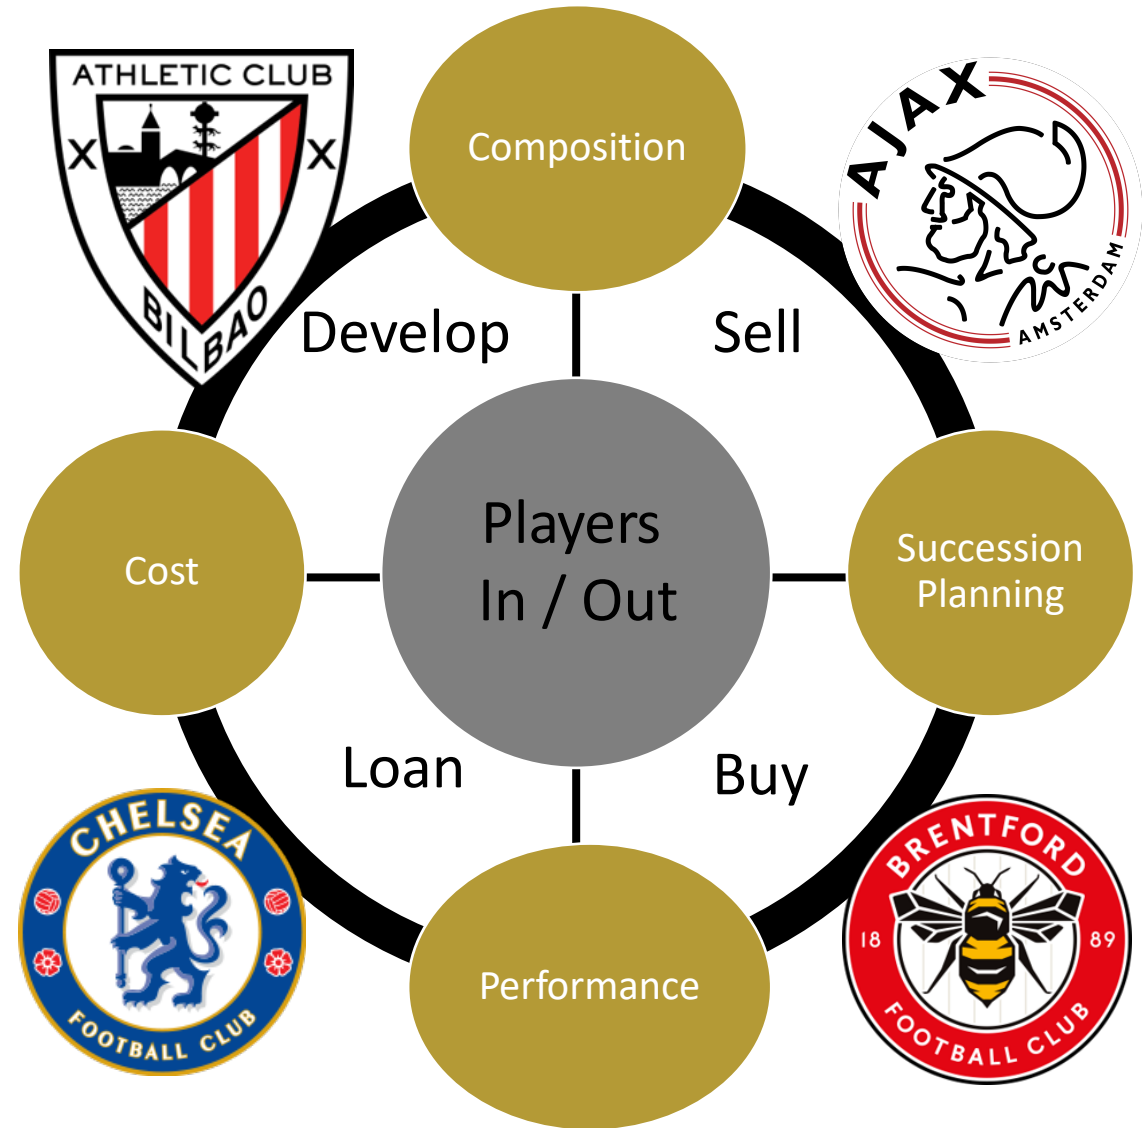 ATHLETIC CLUB
X X
BILBAO
Composition
AJAX
AMSTERDAM
Develop
Sell
Cost
Players
In / Out
Succession
Planning
Loan
Buy
CHELSEA
FOOTBALL CLUB
Performance
BRENTFORD
18 89
FOOTBALL CLUB